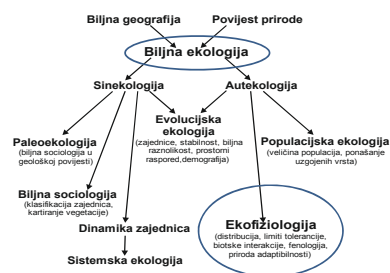 Biljna geografija
Povijest prirode
Biljna ekologija
Sinekologija
Autekologija
Evolucijska
ekologija
(zajednice, stabilnost, biljna
raznolikost, prostorni
raspored,demografija)
Paleoekologija
(biljna sociologija u
geološkoj povijesti)
Populacijska ekologija
(veličina populacija, ponašanje
uzgojenih vrsta)
Biljna sociologija
(klasifikacija zajednica,
kartiranje vegetacije)
Dinamika zajednica
Ekofiziologija
(distribucija, limiti tolerancije,
biotske interakcije, fenologija,
priroda adaptibilnosti)
Sistemska ekologija